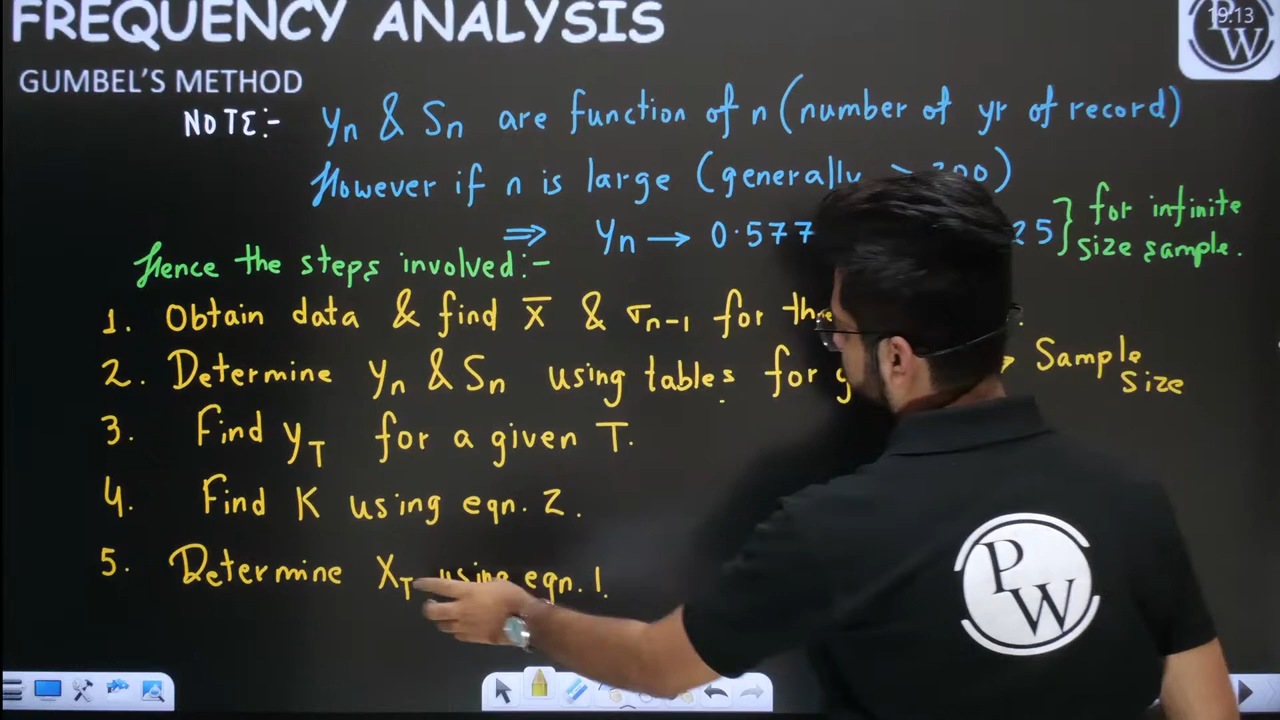 FREQUENCY ANALYSIS
19:13
PW
GUMBEL'S METHOD
NOTE:- yn & Sn are function of n (number of yr of record)
However if n is large (generally > 200)
⇒ yn → 0.577 25 } for infinite
size sample.
Hence the steps involved:-
1. Obtain data & find X̅ & σn-1 for the
2. Determine yn & Sn using tables for g → Sample
size
3. Find yT for a given T.
4. Find K using eqn. 2.
5. Determine XT using eqn. 1.
PW